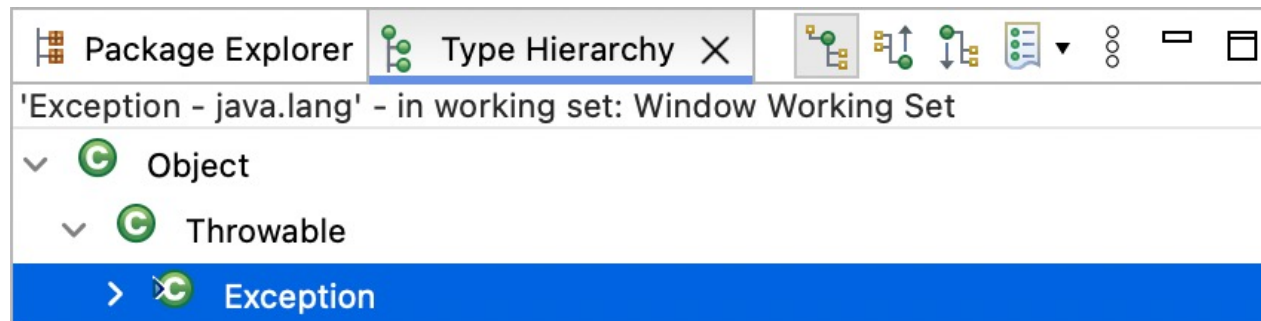 Package Explorer Type Hierarchy
'Exception - java.lang' - in working set: Window Working Set
Object
Throwable
Exception